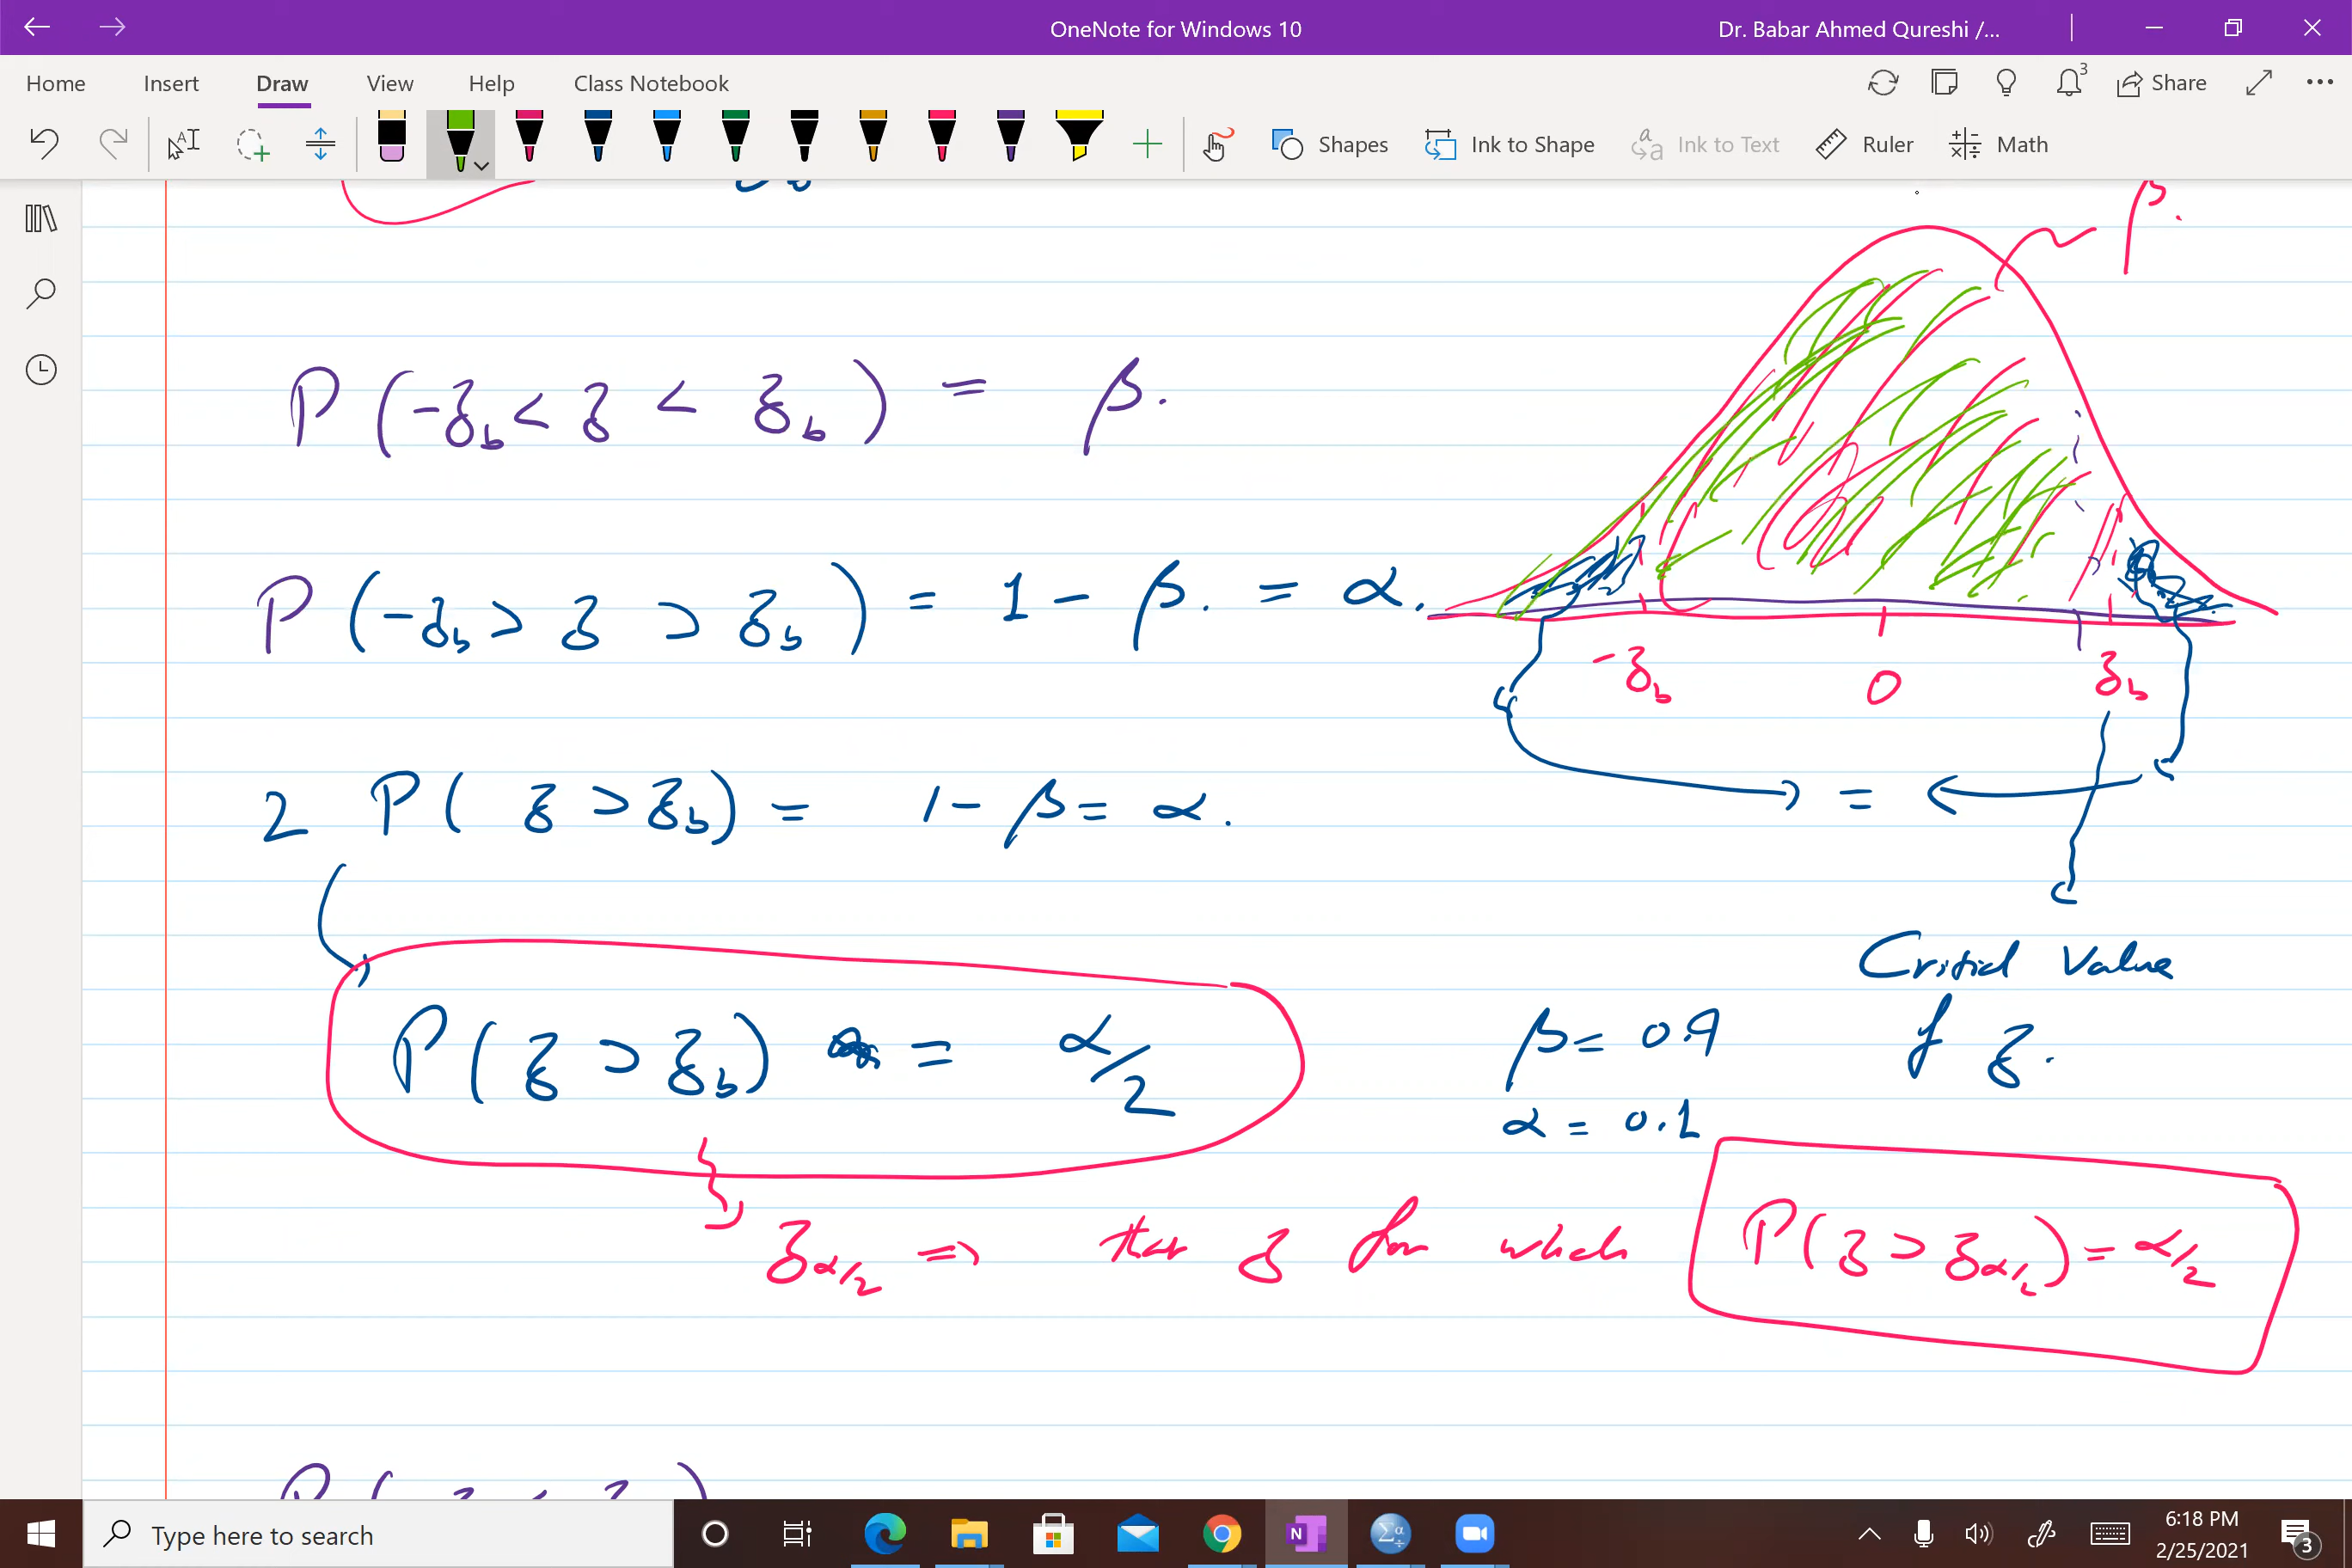 OneNote for Windows 10
Dr. Babar Ahmed Qureshi /...
Home Insert Draw View Help Class Notebook
3
Share
Shapes Ink to Shape Ink to Text Ruler Math
β.
P(-z_b < z < z_b) = β.
P(-z_b > z > z_b) = 1 - β. = α.
-z_b 0 z_b
=
2 P(z > z_b) = 1 - β = α.
Critical Value
of z.
P(z > z_b) = α/2
β = 0.9
α = 0.1
z_α/2 ⇒ that z for which P(z > z_α/2) = α/2
Type here to search
N
6:18 PM
2/25/2021
3